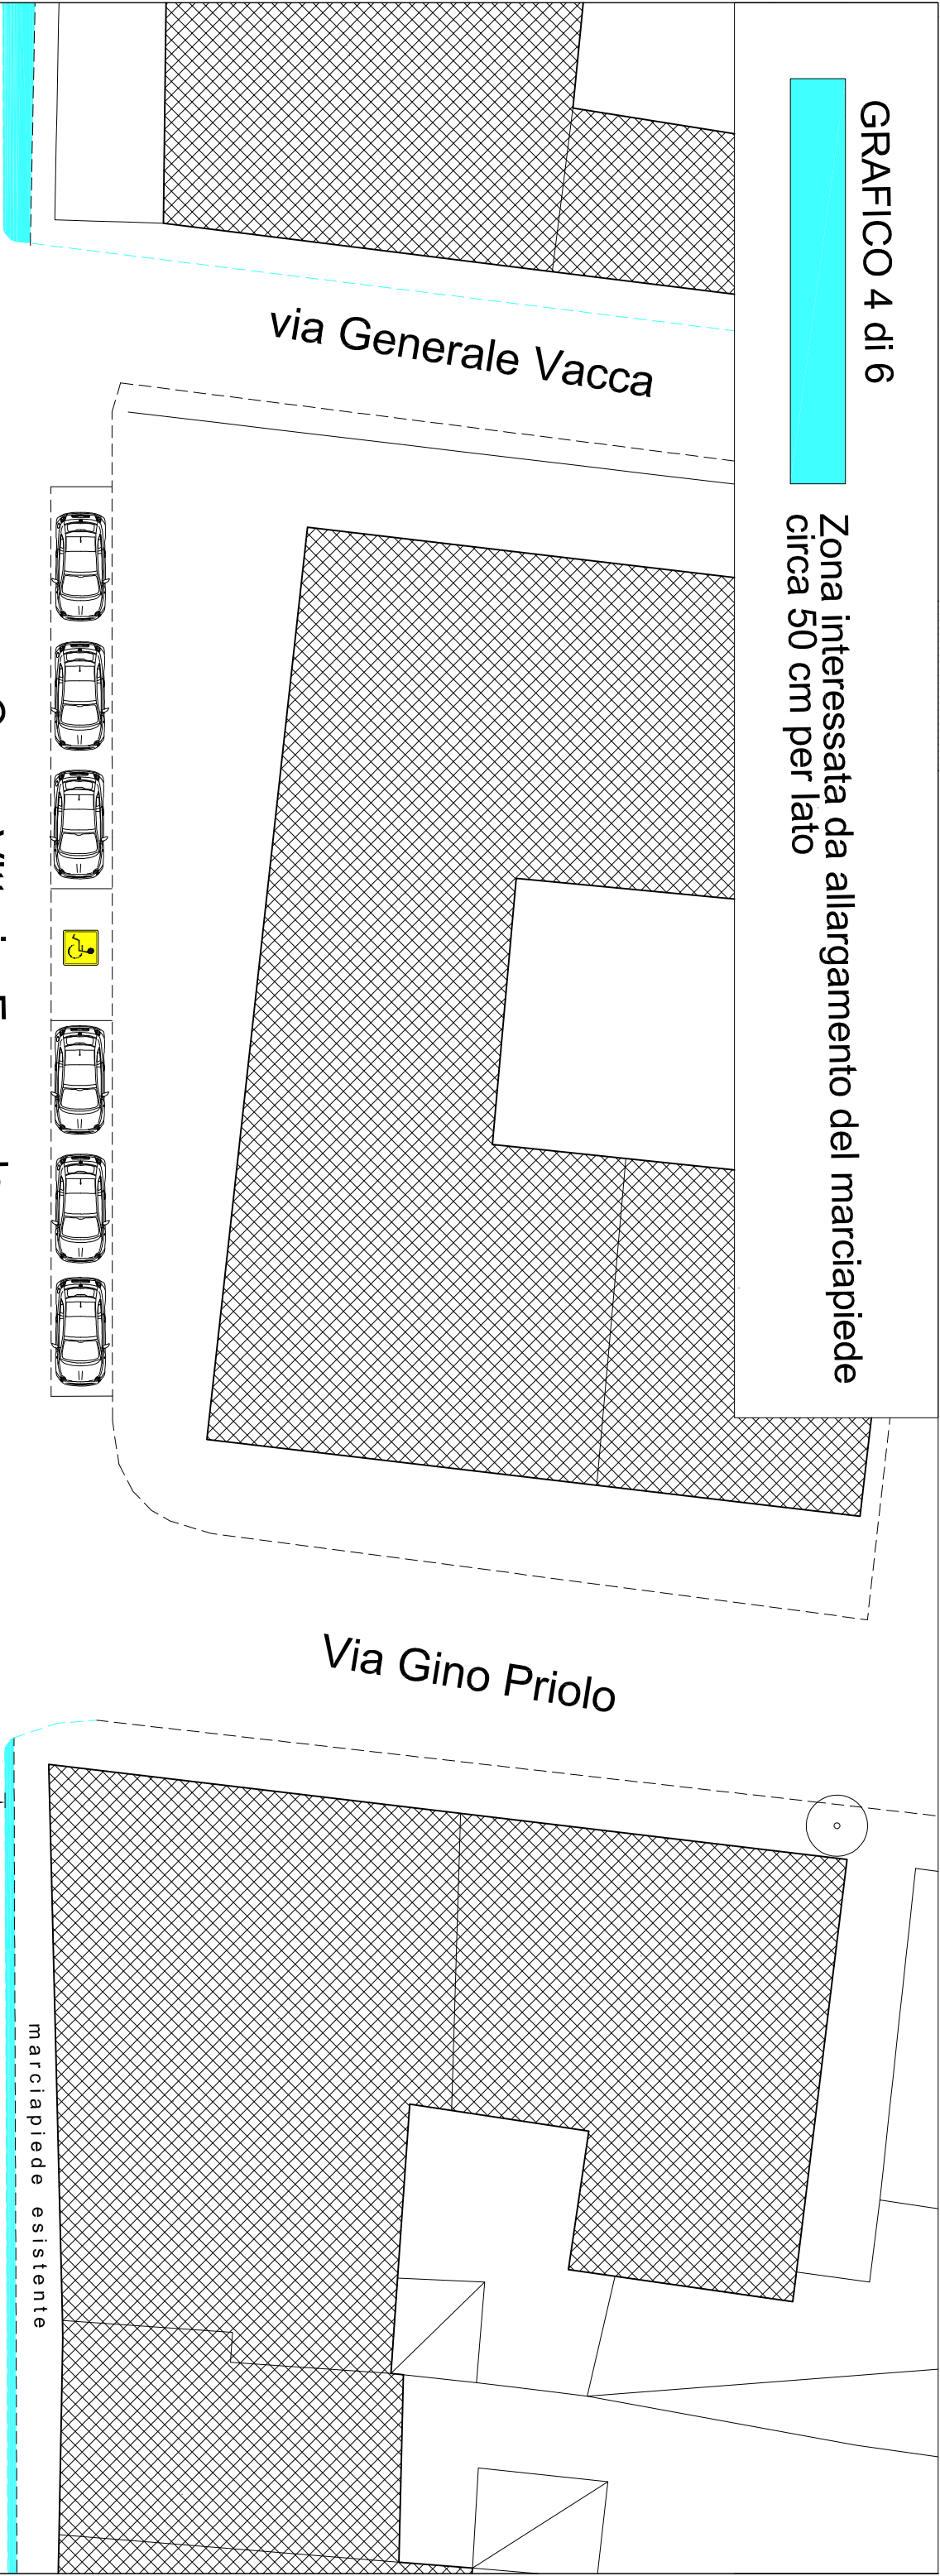 GRAFICO 4 di 6
Zona interessata da allargamento del marciapiede
circa 50 cm per lato
via Generale Vacca
Via Gino Priolo
marciapiede esistente